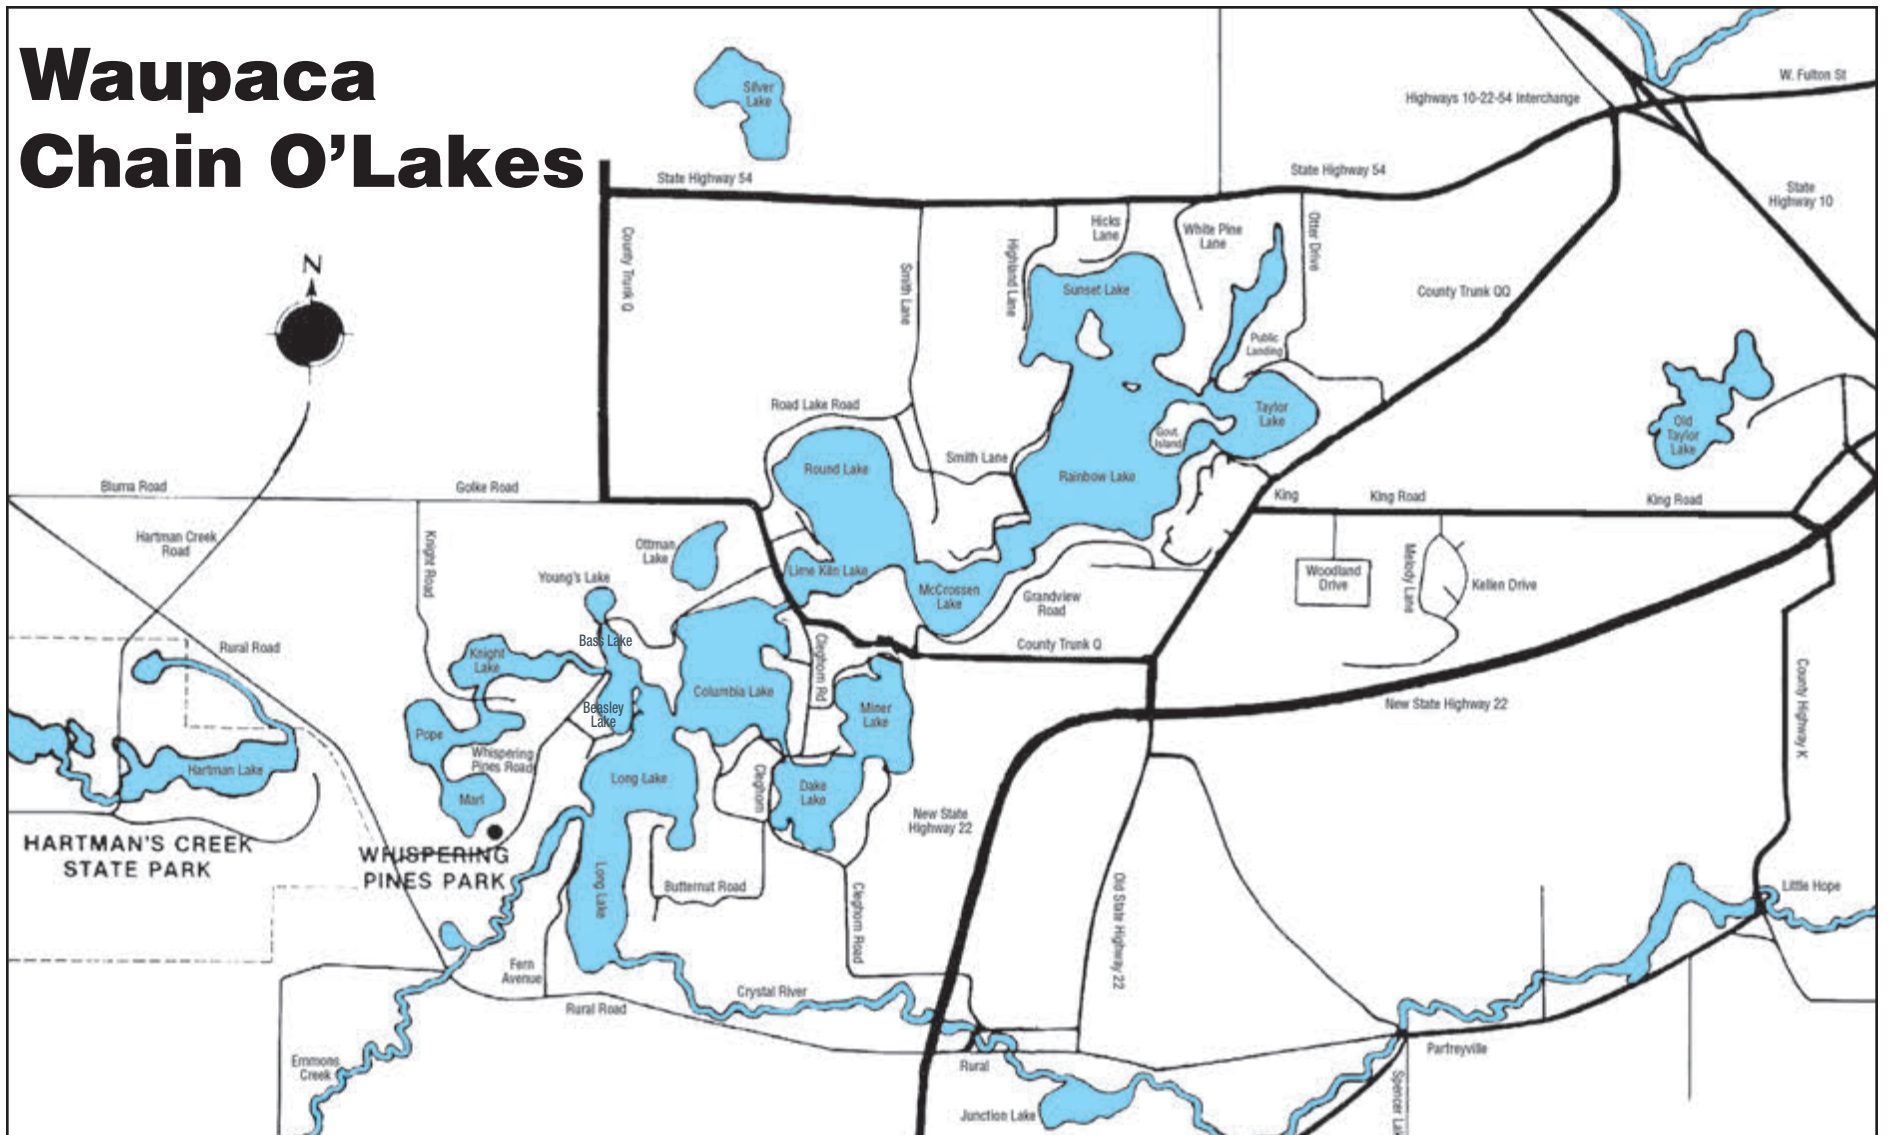 Waupaca
Chain O'Lakes
Silver
Lake
W. Fulton St
Highways 10-22-54 Interchange
State Highway 54
State Highway 54
State
Highway 10
N
County Trunk Q
Smith Lane
Highland Lane
Hicks
Lane
White Pine
Lane
Otter Drive
County Trunk QQ
Sunset Lake
Public
Landing
Road Lake Road
Taylor
Lake
Govt.
Island
Old
Taylor
Lake
Round Lake
Smith Lane
Rainbow Lake
Bluma Road
Golke Road
King
King Road
King Road
Hartman Creek
Road
Knight Road
Ottman
Lake
Young's Lake
Lime Kiln Lake
McCrossen
Lake
Grandview
Road
Woodland
Drive
Melody Lane
Kellen Drive
Rural Road
Bass Lake
Knight
Lake
Cleghorn Rd
County Trunk Q
Columbia Lake
County Highway K
Beasley
Lake
Miner
Lake
New State Highway 22
Pope
Whispering
Pines Road
Hartman Lake
Long Lake
Cleghorn
Dake
Lake
Marl
New State
Highway 22
HARTMAN'S CREEK
STATE PARK
WHISPERING
PINES PARK
Long Lake
Butternut Road
Cleghorn Road
Old State Highway 22
Little Hope
Fern
Avenue
Crystal River
Rural Road
Emmons
Creek
Rural
Parfreyville
Junction Lake
Spencer Lak